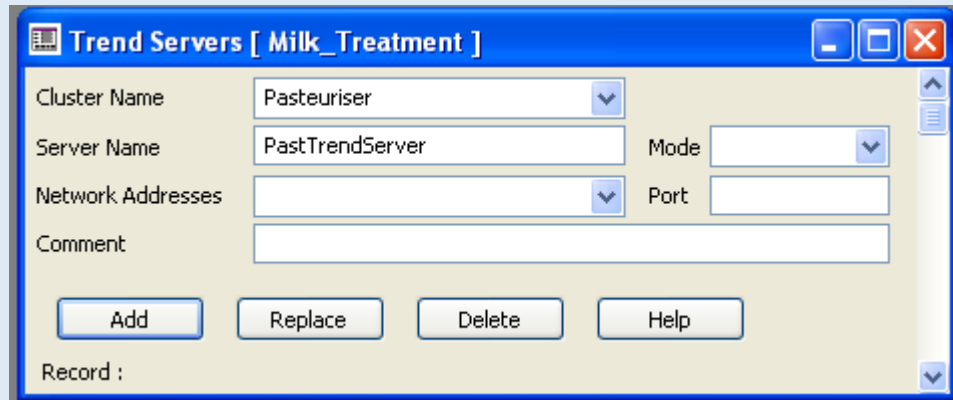 Trend Servers [ Milk_Treatment ]
Cluster Name Pasteuriser
Server Name PastTrendServer Mode
Network Addresses Port
Comment
Add Replace Delete Help
Record :